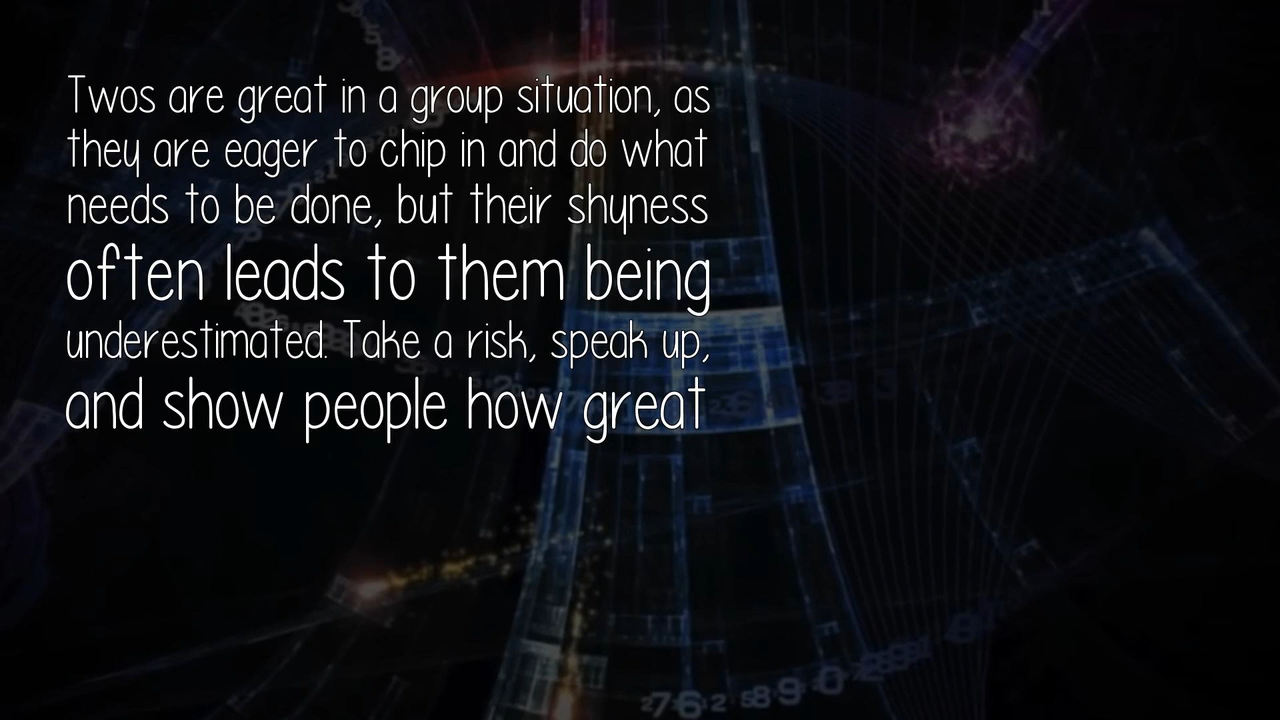 Twos are great in a group situation, as
they are eager to chip in and do what
needs to be done, but their shyness
often leads to them being
underestimated. Take a risk, speak up,
and show people how great